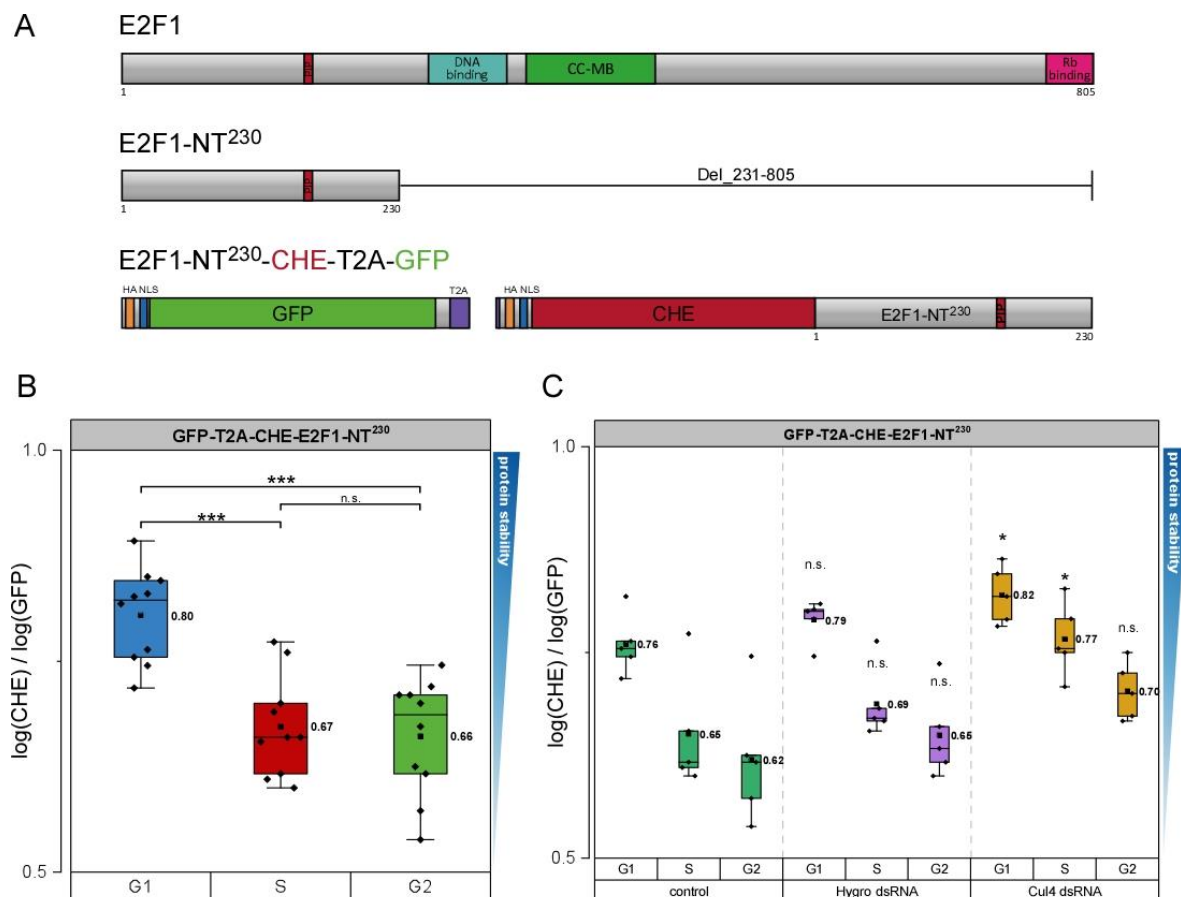 A
E2F1
PIP
DNA
binding
CC-MB
Rb
binding
1
805
E2F1-NT230
PIP
Del_231-805
1
230
E2F1-NT230-CHE-T2A-GFP
HA NLS
T2A
HA NLS
GFP
CHE
E2F1-NT230
PIP
1
230
B
GFP-T2A-CHE-E2F1-NT230
1.0
***
n.s.
***
0.80
0.67
0.66
log(CHE) / log(GFP)
protein stability
0.5
G1 S G2
C
GFP-T2A-CHE-E2F1-NT230
1.0
n.s.
n.s.
n.s.
*
*
n.s.
0.76
0.65
0.62
0.79
0.69
0.65
0.82
0.77
0.70
log(CHE) / log(GFP)
protein stability
0.5
G1 S G2 G1 S G2 G1 S G2
control Hygro dsRNA Cul4 dsRNA